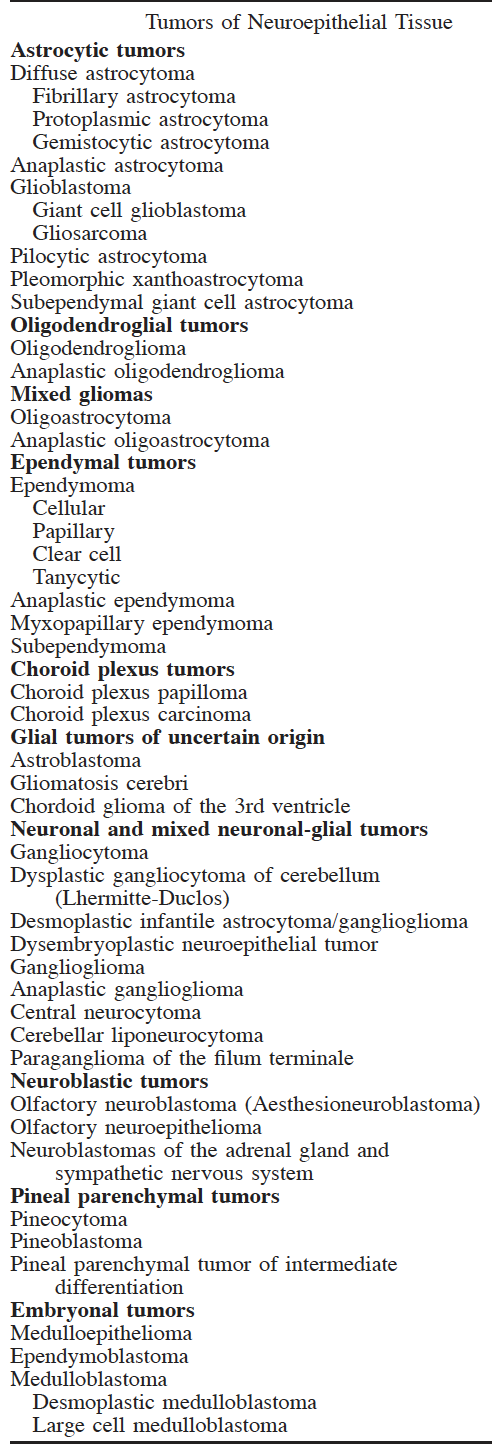 Tumors of Neuroepithelial Tissue
Astrocytic tumors
Diffuse astrocytoma
Fibrillary astrocytoma
Protoplasmic astrocytoma
Gemistocytic astrocytoma
Anaplastic astrocytoma
Glioblastoma
Giant cell glioblastoma
Gliosarcoma
Pilocytic astrocytoma
Pleomorphic xanthoastrocytoma
Subependymal giant cell astrocytoma
Oligodendroglial tumors
Oligodendroglioma
Anaplastic oligodendroglioma
Mixed gliomas
Oligoastrocytoma
Anaplastic oligoastrocytoma
Ependymal tumors
Ependymoma
Cellular
Papillary
Clear cell
Tanycytic
Anaplastic ependymoma
Myxopapillary ependymoma
Subependymoma
Choroid plexus tumors
Choroid plexus papilloma
Choroid plexus carcinoma
Glial tumors of uncertain origin
Astroblastoma
Gliomatosis cerebri
Chordoid glioma of the 3rd ventricle
Neuronal and mixed neuronal-glial tumors
Gangliocytoma
Dysplastic gangliocytoma of cerebellum
(Lhermitte-Duclos)
Desmoplastic infantile astrocytoma/ganglioglioma
Dysembryoplastic neuroepithelial tumor
Ganglioglioma
Anaplastic ganglioglioma
Central neurocytoma
Cerebellar liponeurocytoma
Paraganglioma of the filum terminale
Neuroblastic tumors
Olfactory neuroblastoma (Aesthesioneuroblastoma)
Olfactory neuroepithelioma
Neuroblastomas of the adrenal gland and
sympathetic nervous system
Pineal parenchymal tumors
Pineocytoma
Pineoblastoma
Pineal parenchymal tumor of intermediate
differentiation
Embryonal tumors
Medulloepithelioma
Ependymoblastoma
Medulloblastoma
Desmoplastic medulloblastoma
Large cell medulloblastoma